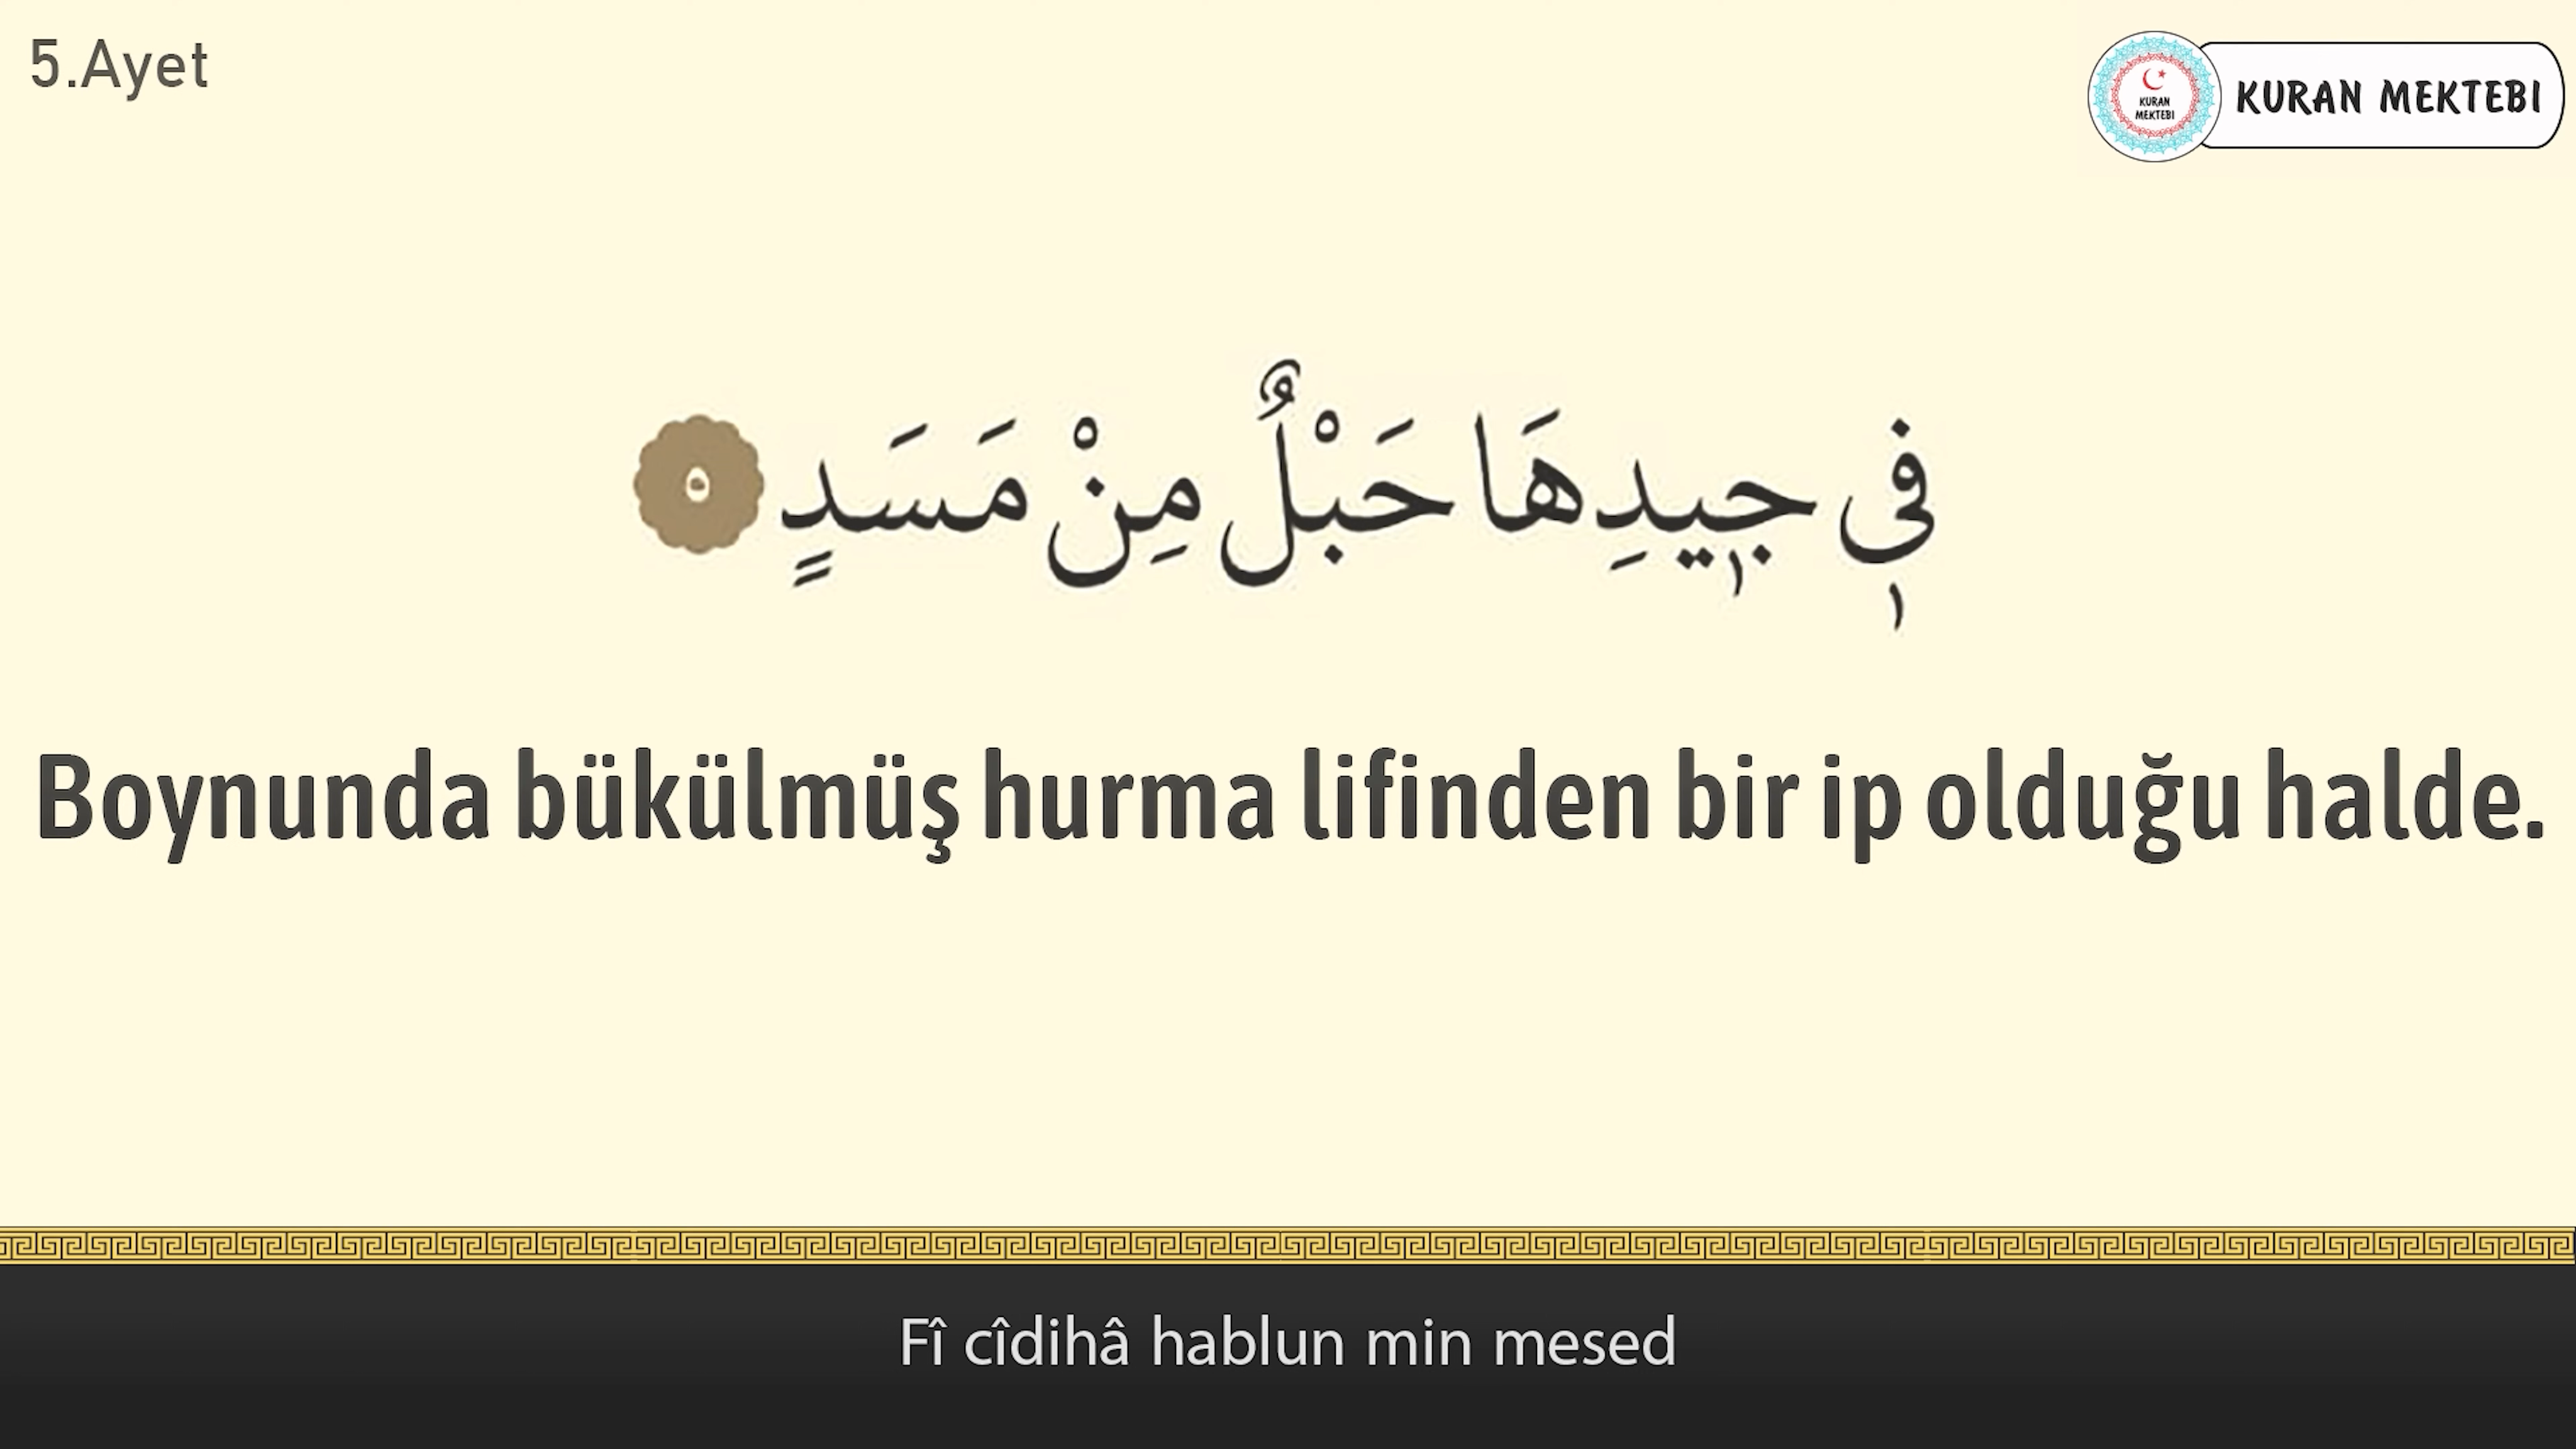 5.Ayet
KURAN
MEKTEBI
KURAN MEKTEBI
فٖى جٖيدِهَا حَبْلٌ مِنْ مَسَدٍ ٥
Boynunda bükülmüş hurma lifinden bir ip olduğu halde.
Fî cîdihâ hablun min mesed